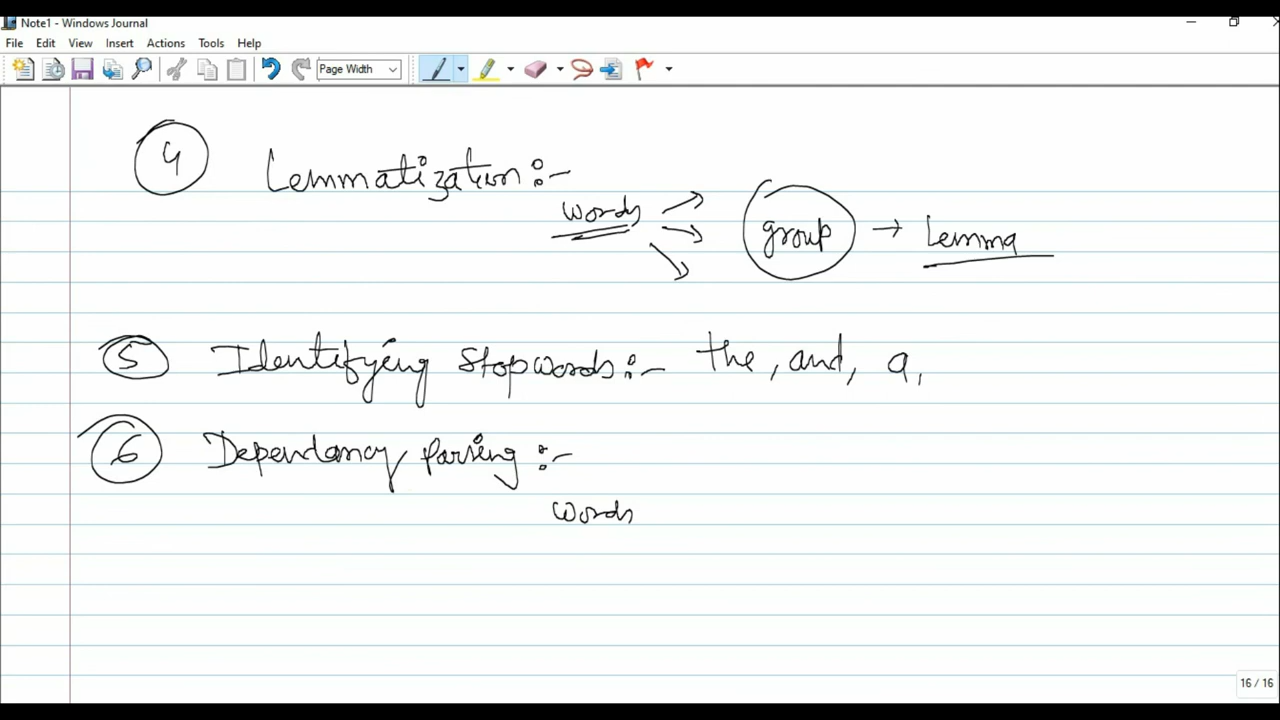 Note1 - Windows Journal
File Edit View Insert Actions Tools Help
Page Width
4 Lemmatization :-
words → group → Lemma
5 Identifying Stopwords :- the, and, a,
6 Dependancy Parsing :-
words
16 / 16